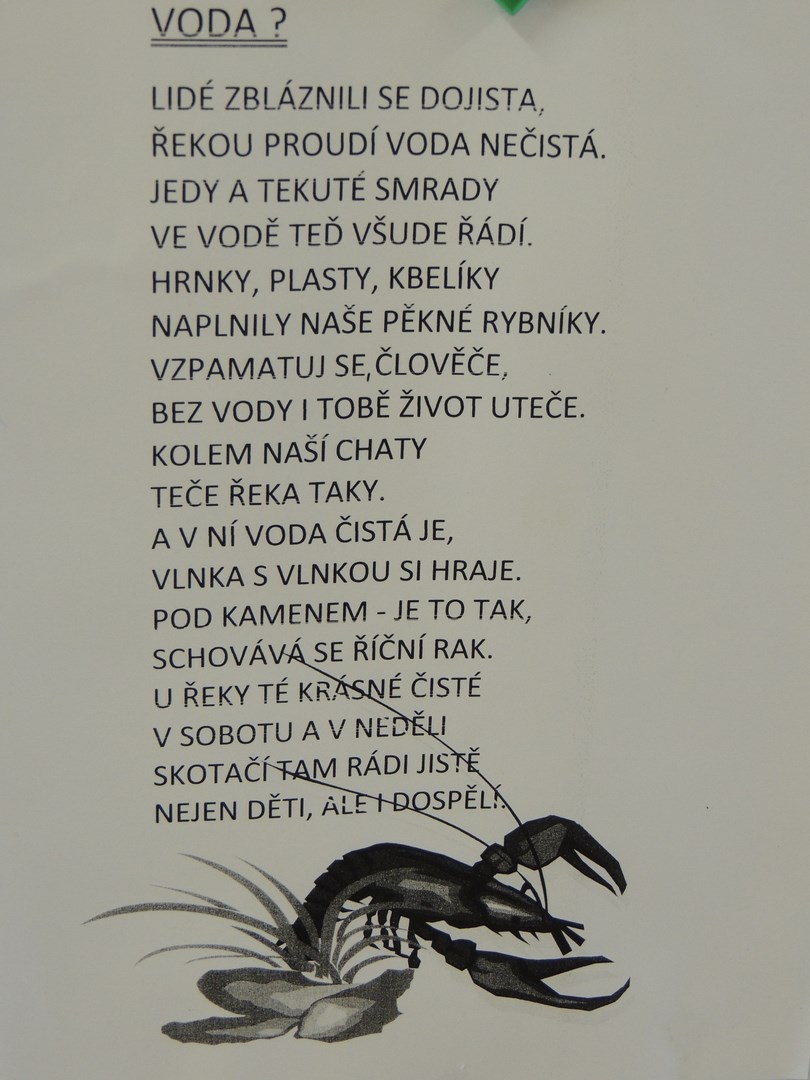 VODA ?
LIDÉ ZBLÁZNILI SE DOJISTA,
ŘEKOU PROUDÍ VODA NEČISTÁ.
JEDY A TEKUTÉ SMRADY
VE VODĚ TEĎ VŠUDE ŘÁDÍ.
HRNKY, PLASTY, KBELÍKY
NAPLNILY NAŠE PĚKNÉ RYBNÍKY.
VZPAMATUJ SE,ČLOVĚČE,
BEZ VODY I TOBĚ ŽIVOT UTEČE.
KOLEM NAŠÍ CHATY
TEČE ŘEKA TAKY.
A V NÍ VODA ČISTÁ JE,
VLNKA S VLNKOU SI HRAJE.
POD KAMENEM - JE TO TAK,
SCHOVÁVÁ SE ŘÍČNÍ RAK.
U ŘEKY TÉ KRÁSNÉ ČISTÉ
V SOBOTU A V NEDĚLI
SKOTAČÍ TAM RÁDI JISTĚ
NEJEN DĚTI, ALE I DOSPĚLÍ.